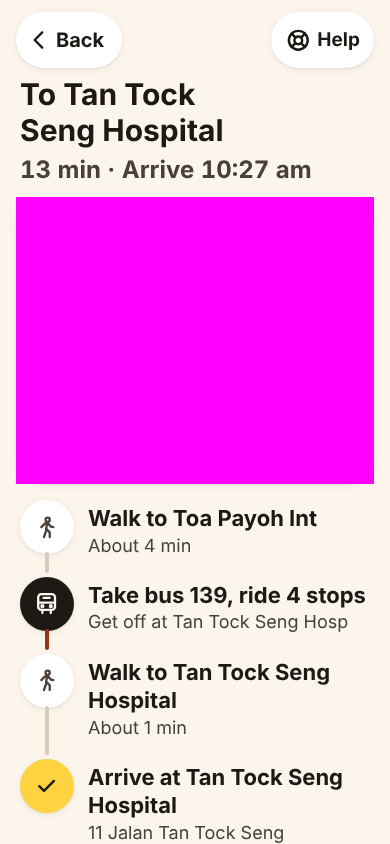 Back
Help
To Tan Tock
Seng Hospital
13 min · Arrive 10:27 am
Walk to Toa Payoh Int
About 4 min
Take bus 139, ride 4 stops
Get off at Tan Tock Seng Hosp
Walk to Tan Tock Seng
Hospital
About 1 min
Arrive at Tan Tock Seng
Hospital
11 Jalan Tan Tock Seng